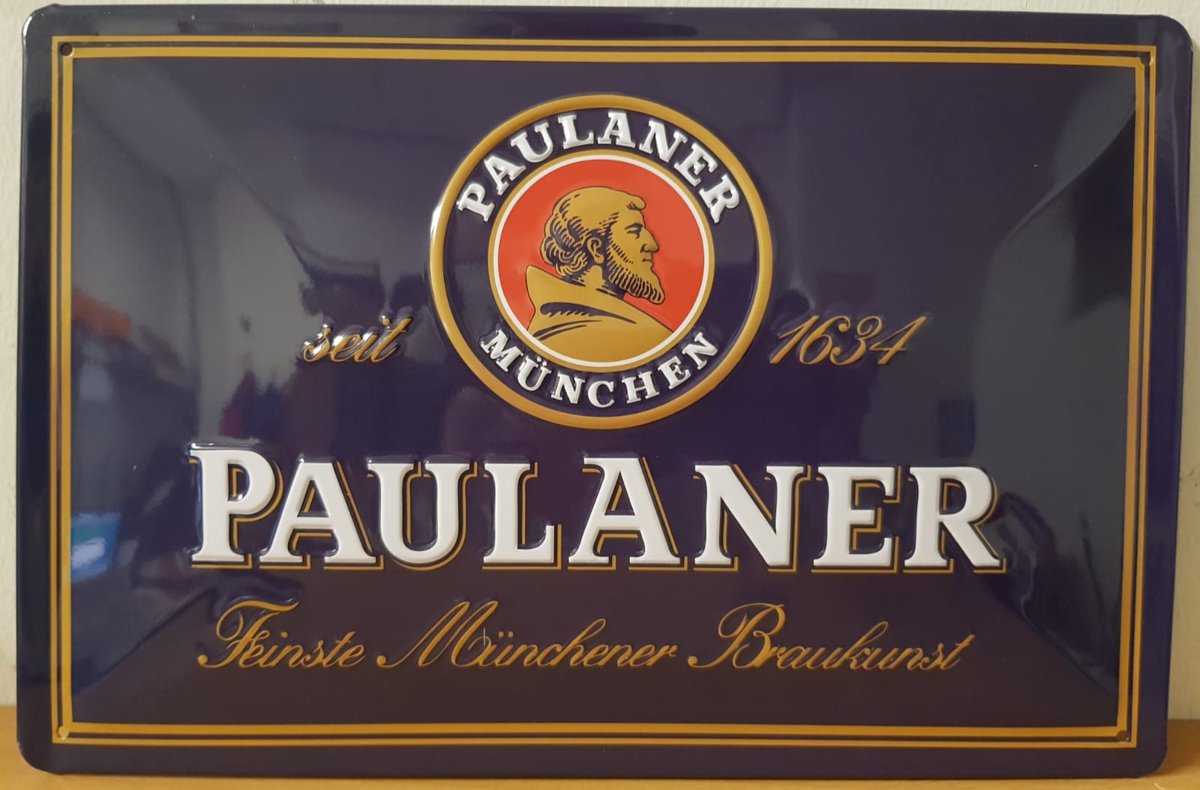 PAULANER
MÜNCHEN
seit 1634
PAULANER
Feinste Münchener Braukunst